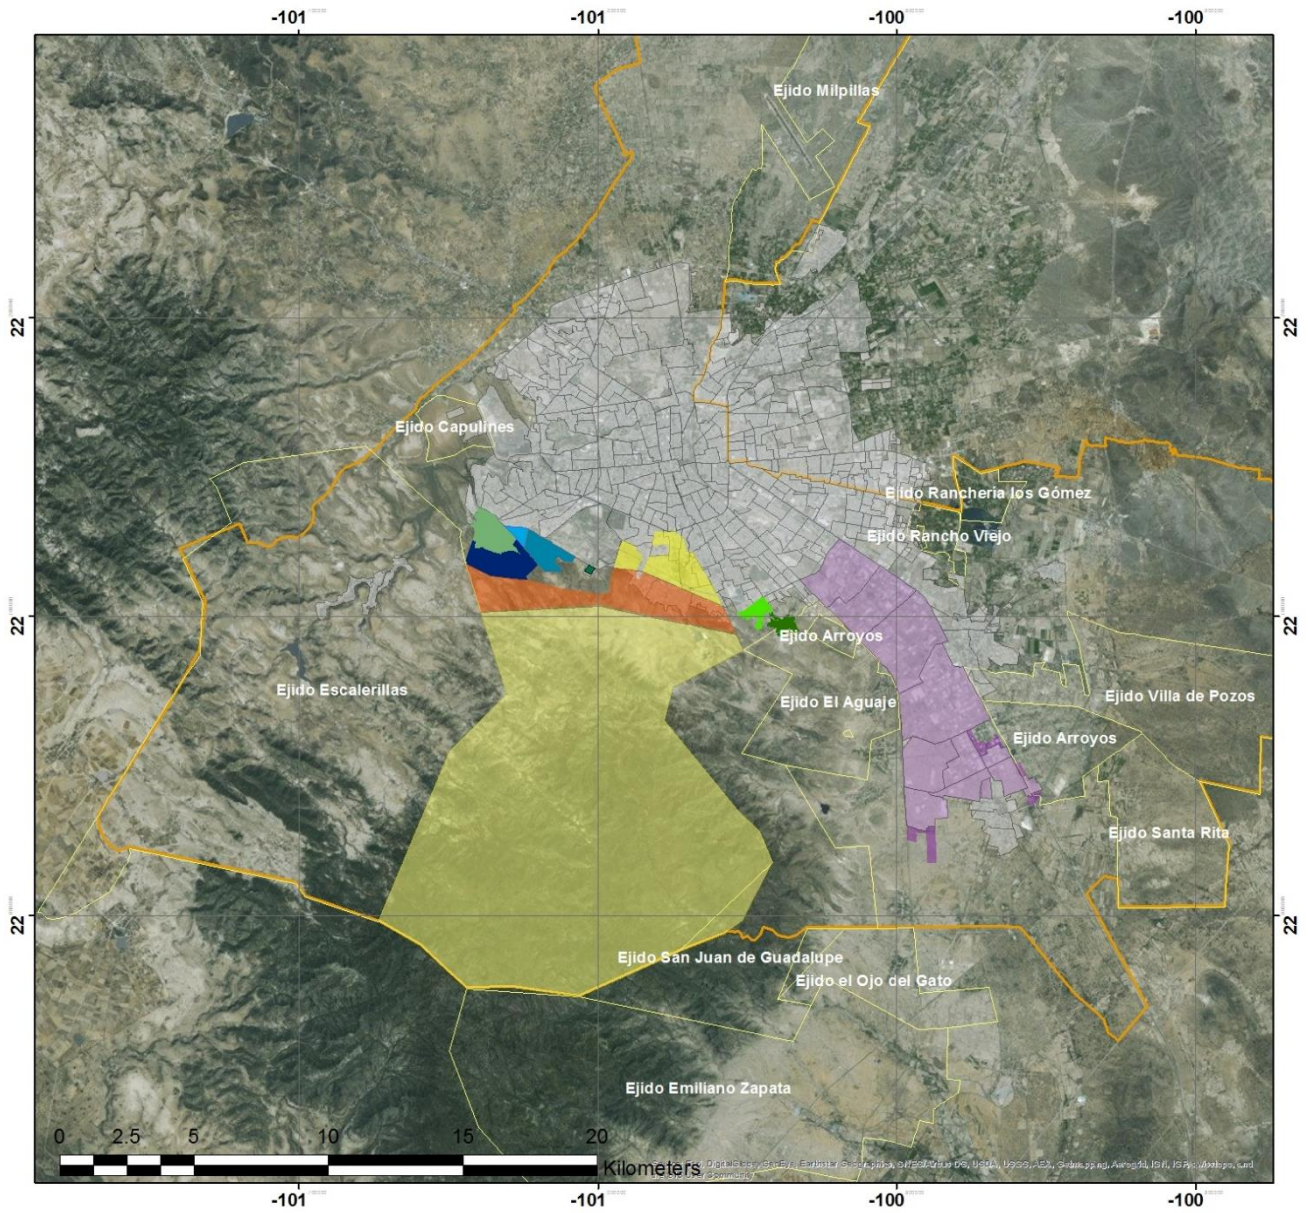 -101 -101 -100 -100
Ejido Milpillas
22 22
Ejido Capulines
Ejido Rancheria los Gómez
Ejido Rancho Viejo
22 22
Ejido Arroyos
Ejido Escalerillas
Ejido El Aguaje
Ejido Villa de Pozos
Ejido Arroyos
Ejido Santa Rita
22 22
Ejido San Juan de Guadalupe
Ejido el Ojo del Gato
Ejido Emiliano Zapata
0 2.5 5 10 15 20
Kilometers
-101 -101 -100 -100